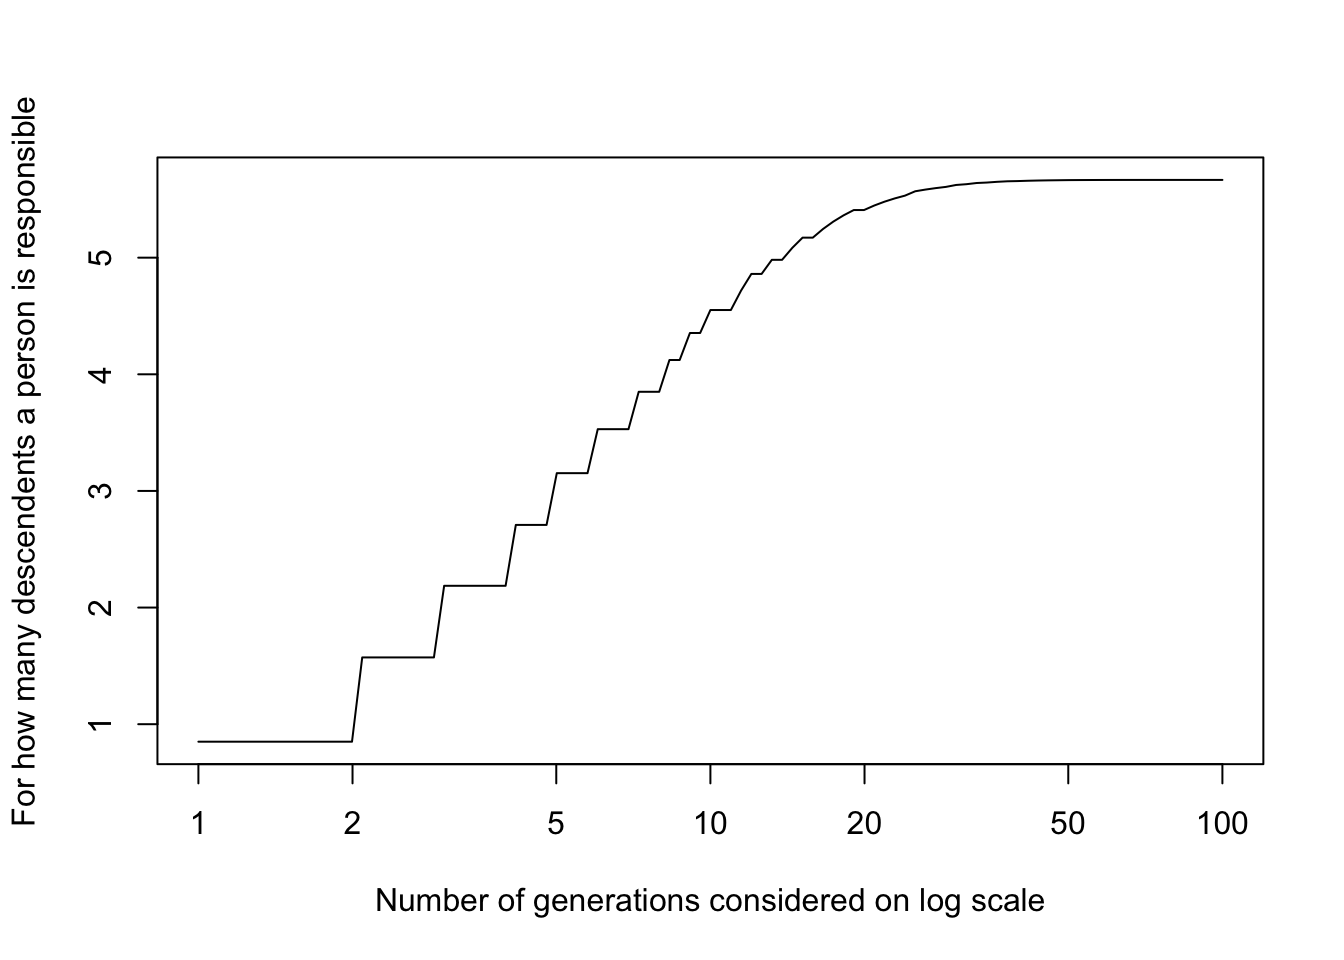 For how many descendents a person is responsible
5
4
3
2
1
1 2 5 10 20 50 100
Number of generations considered on log scale